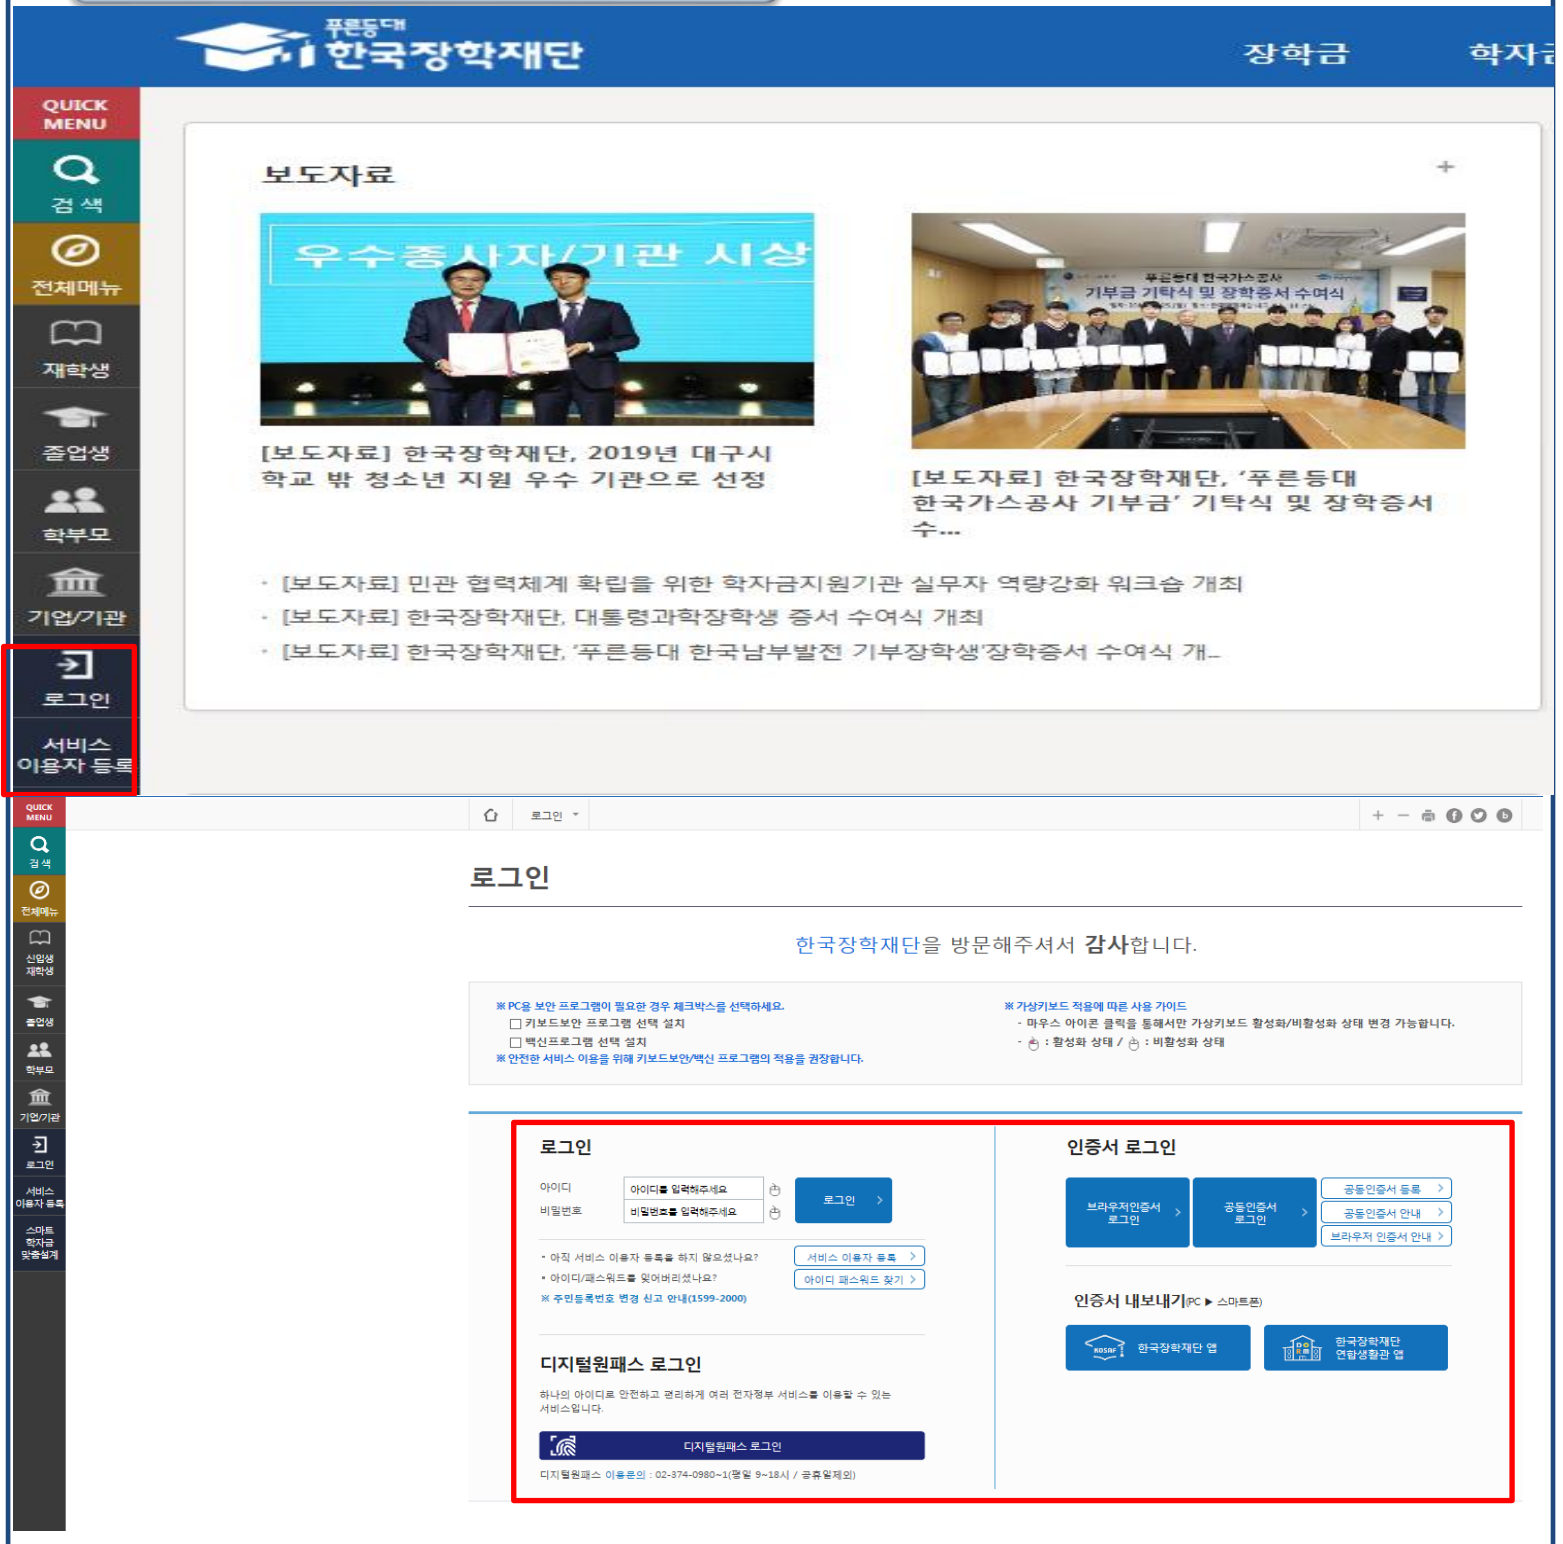 푸른등대
한국장학재단
장학금
학자금
QUICK
MENU
검색
전체메뉴
재학생
졸업생
학부모
기업/기관
로그인
서비스
이용자 등록
보도자료
우수종사자/기관 시상
푸른등대 한국가스공사
기부금 기탁식 및 장학증서 수여식
[보도자료] 한국장학재단, 2019년 대구시
학교 밖 청소년 지원 우수 기관으로 선정
[보도자료] 한국장학재단, ‘푸른등대
한국가스공사 기부금’ 기탁식 및 장학증서
수...
· [보도자료] 민관 협력체계 확립을 위한 학자금지원기관 실무자 역량강화 워크숍 개최
· [보도자료] 한국장학재단, 대통령과학장학생 증서 수여식 개최
· [보도자료] 한국장학재단, ‘푸른등대 한국남부발전 기부장학생’장학증서 수여식 개...
QUICK
MENU
검색
전체메뉴
신입생
재학생
졸업생
학부모
기업/기관
로그인
서비스
이용자 등록
스마트
학자금
맞춤설계
로그인
로그인
한국장학재단을 방문해주셔서 감사합니다.
※ PC용 보안 프로그램이 필요한 경우 체크박스를 선택하세요.
키보드보안 프로그램 선택 설치
백신프로그램 선택 설치
※ 안전한 서비스 이용을 위해 키보드보안/백신 프로그램의 적용을 권장합니다.
※ 가상키보드 적용에 따른 사용 가이드
- 마우스 아이콘 클릭을 통해서만 가상키보드 활성화/비활성화 상태 변경 가능합니다.
- : 활성화 상태 / : 비활성화 상태
로그인
아이디
아이디를 입력해주세요
비밀번호
비밀번호를 입력해주세요
로그인 >
• 아직 서비스 이용자 등록을 하지 않으셨나요?
서비스 이용자 등록 >
• 아이디/패스워드를 잊어버리셨나요?
아이디 패스워드 찾기 >
※ 주민등록번호 변경 신고 안내(1599-2000)
디지털원패스 로그인
하나의 아이디로 안전하고 편리하게 여러 전자정부 서비스를 이용할 수 있는
서비스입니다.
디지털원패스 로그인
디지털원패스 이용문의 : 02-374-0980~1(평일 9~18시 / 공휴일제외)
인증서 로그인
브라우저인증서
로그인 >
공동인증서
로그인 >
공동인증서 등록 >
공동인증서 안내 >
브라우저 인증서 안내 >
인증서 내보내기(PC ▶ 스마트폰)
KOSAF
한국장학재단 앱
DORM
한국장학재단
연합생활관 앱